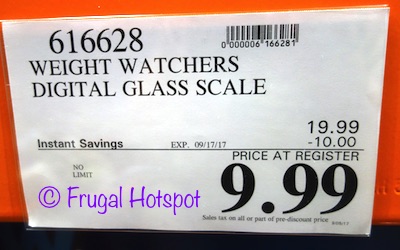 616628
0000006166281
WEIGHT WATCHERS
DIGITAL GLASS SCALE
19.99
Instant Savings EXP. 09/17/17 -10.00
PRICE AT REGISTER
NO
LIMIT
9.99
© Frugal Hotspot
Sales tax on all or part of pre-discount price